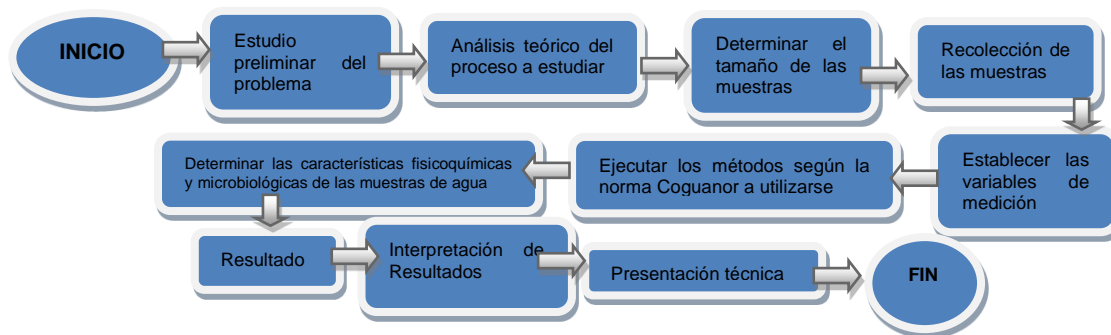 INICIO
Estudio
preliminar del
problema
Análisis teórico del
proceso a estudiar
Determinar el
tamaño de las
muestras
Recolección de
las muestras
Establecer las
variables de
medición
Ejecutar los métodos según la
norma Coguanor a utilizarse
Determinar las características fisicoquímicas
y microbiológicas de las muestras de agua
Resultado
Interpretación de
Resultados
Presentación técnica
FIN